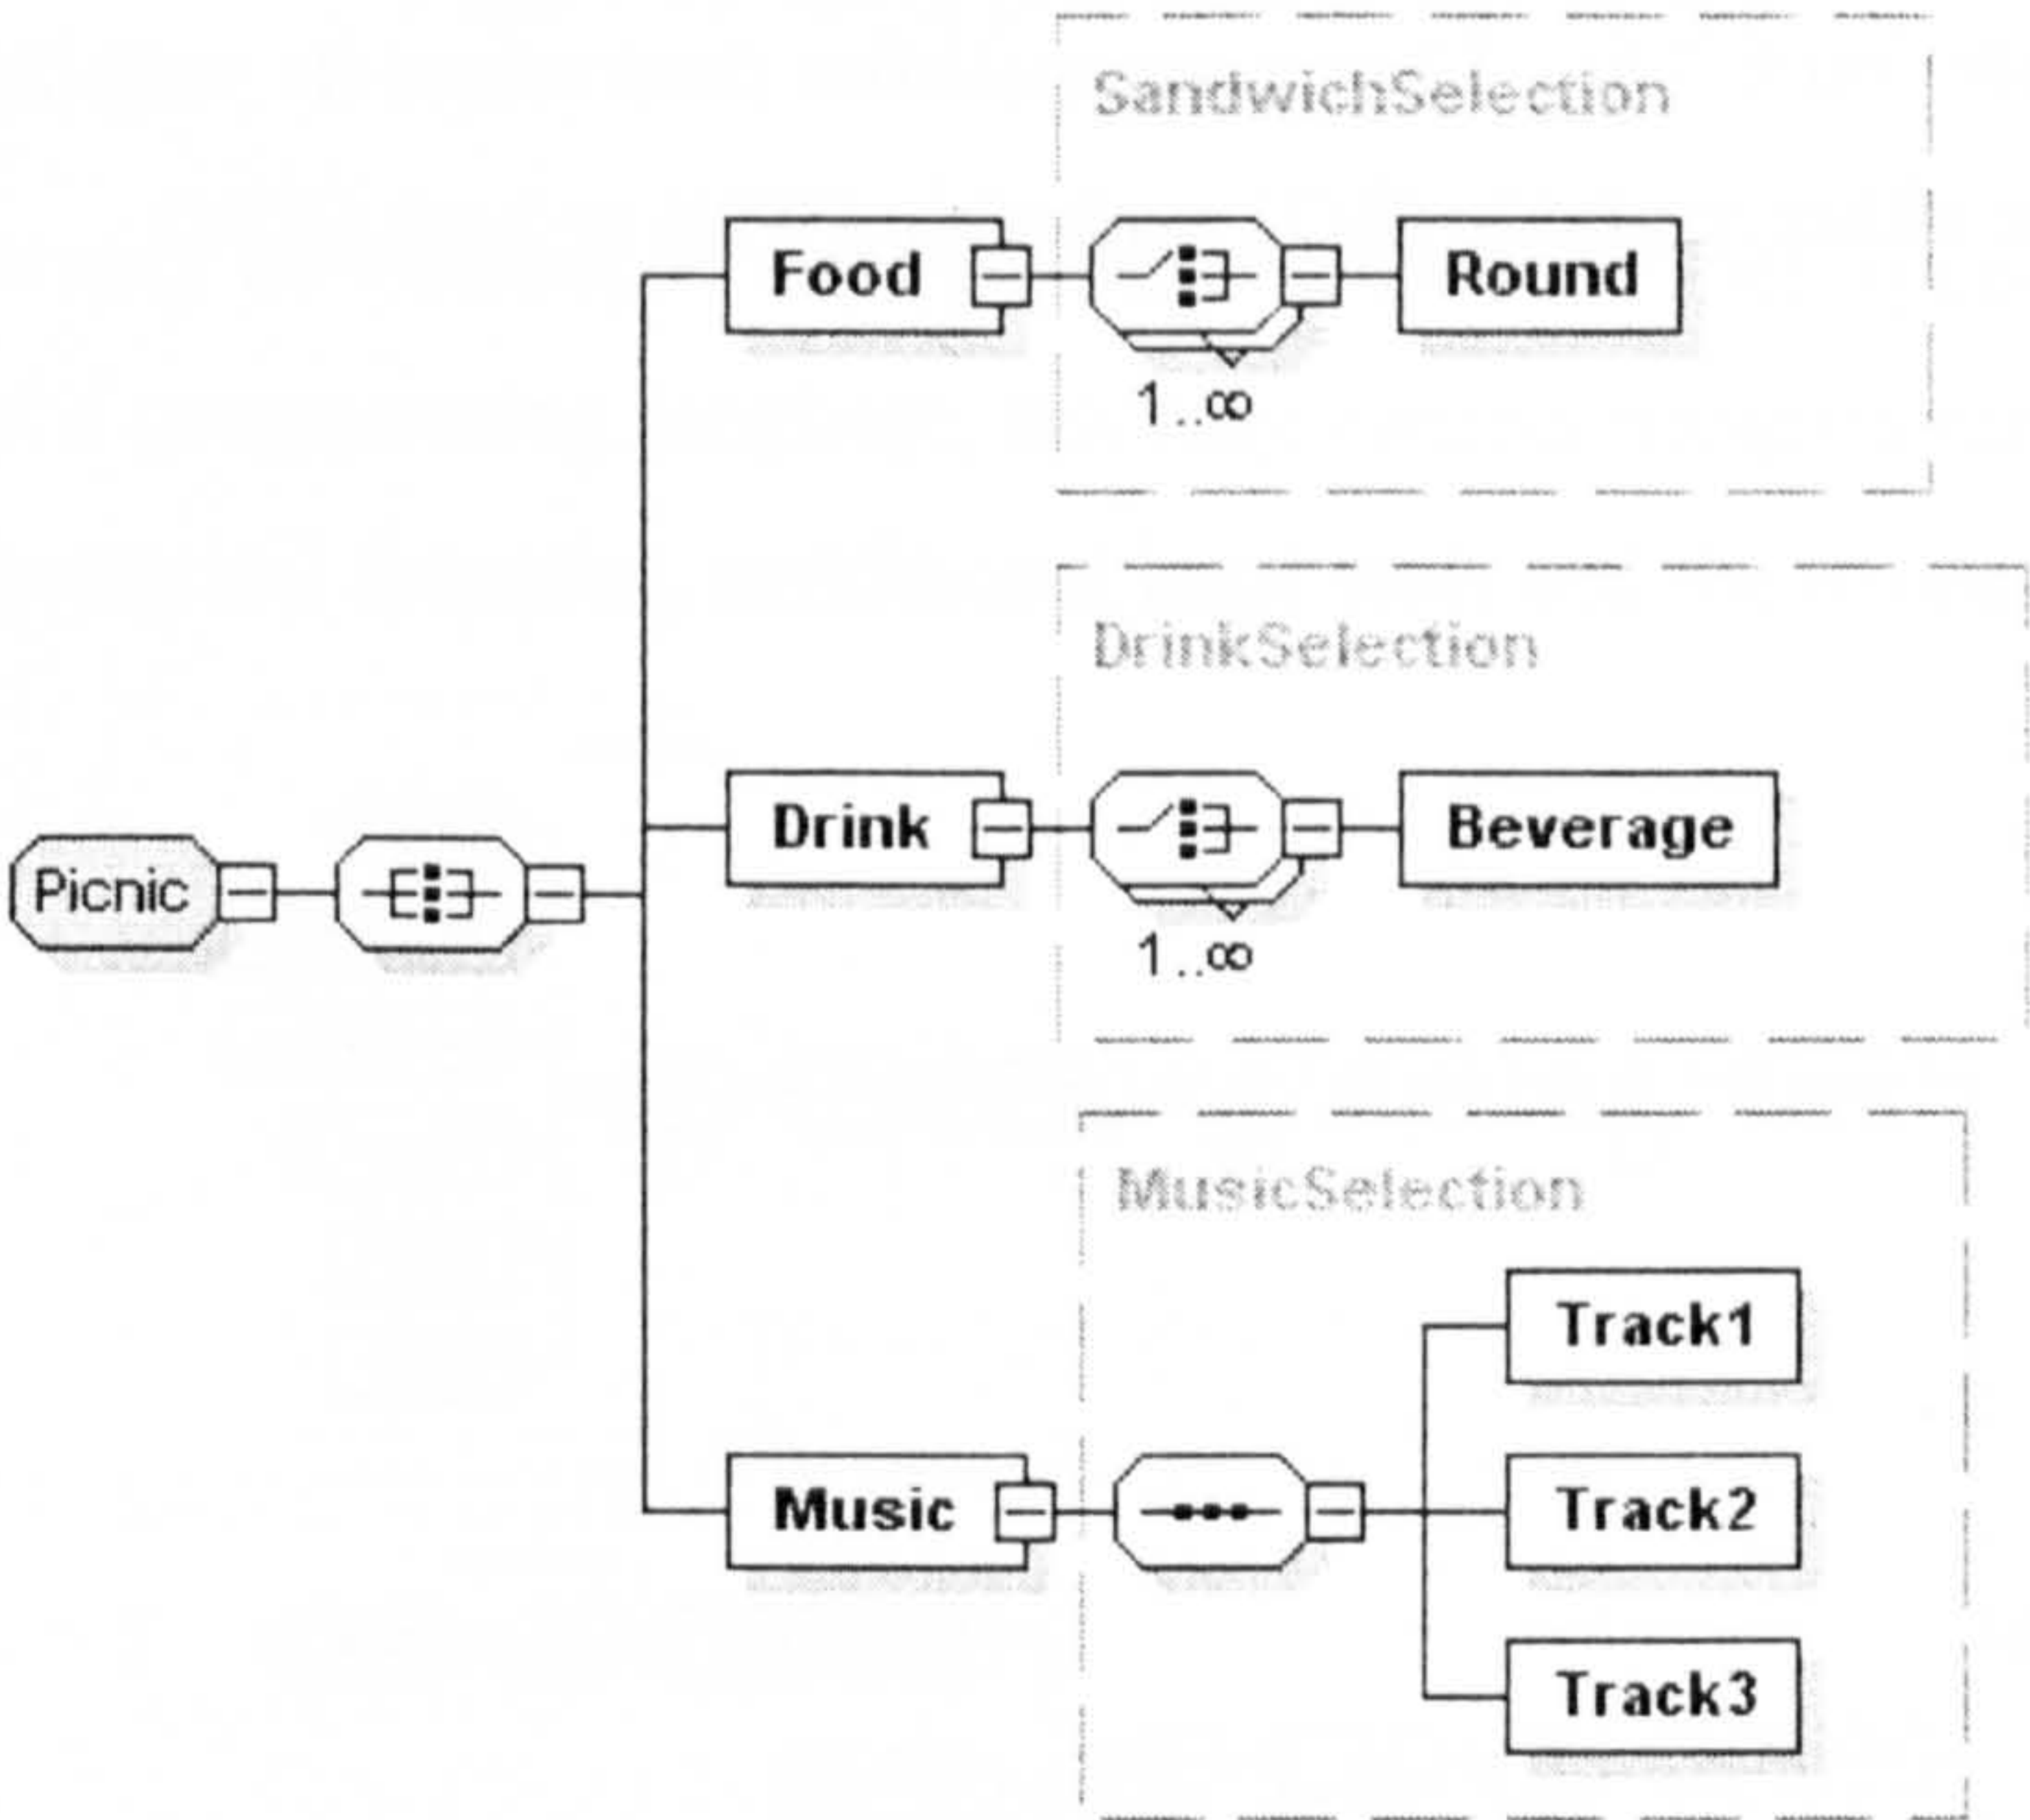 SandwichSelection
Food
Round
1..∞
DrinkSelection
Drink
Beverage
1..∞
Picnic
MusicSelection
Track1
Music
Track2
Track3